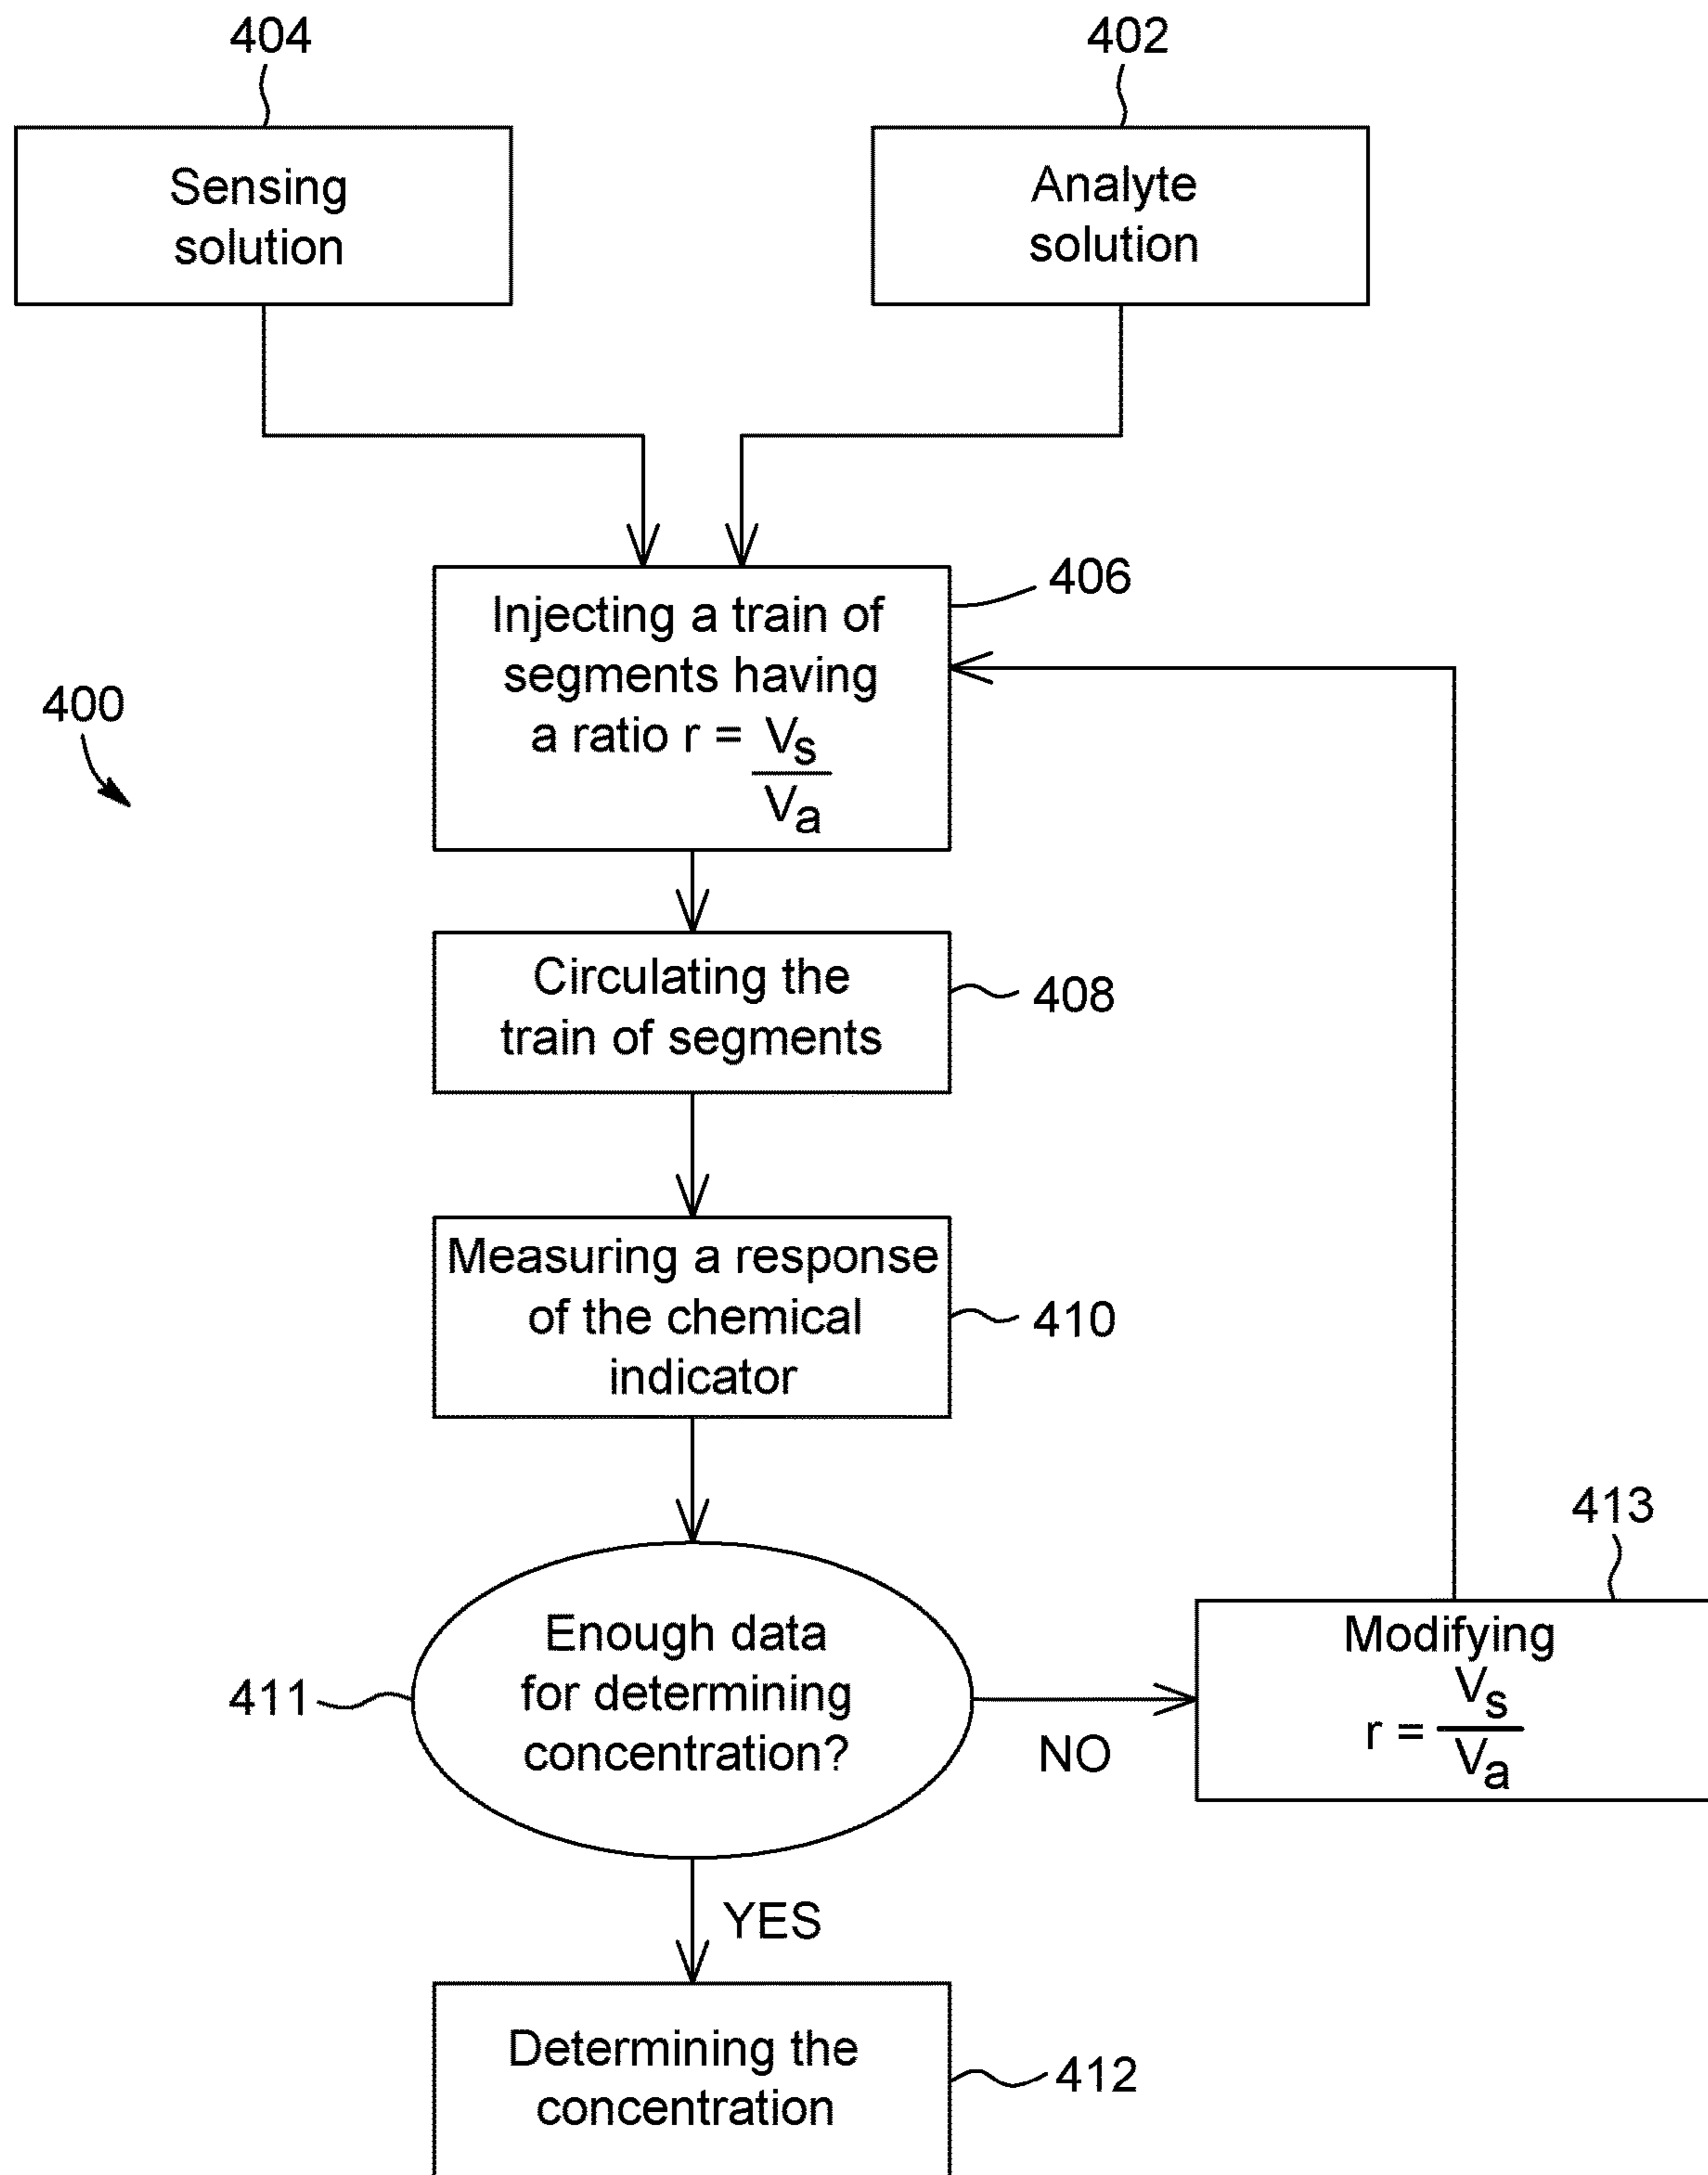 404
402
Sensing
solution
Analyte
solution
406
Injecting a train of
segments having
a ratio r = Vs
Va
400
Circulating the
train of segments
408
Measuring a response
of the chemical
indicator
410
413
Enough data
for determining
concentration?
411
NO
Modifying
r = Vs
Va
YES
Determining the
concentration
412